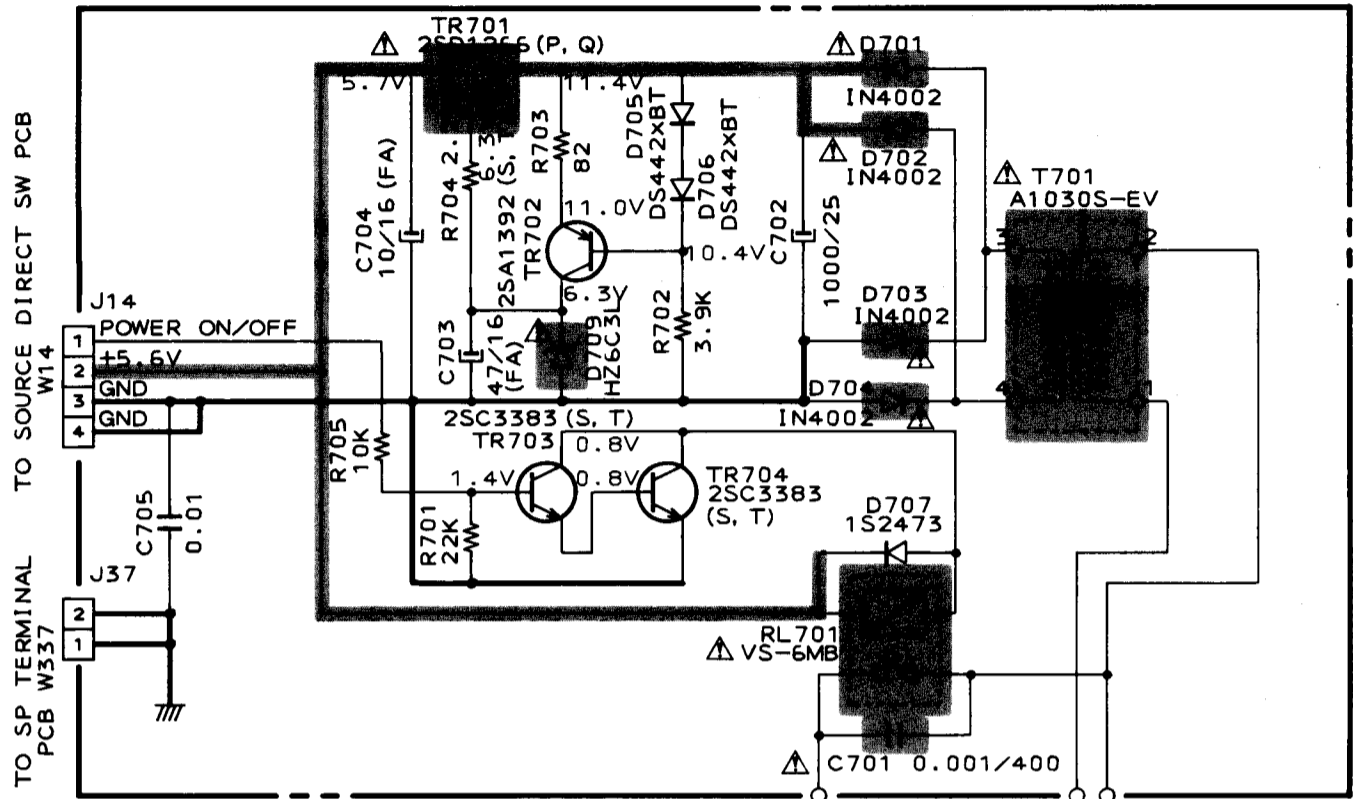 TR701
(P, Q)
5.7V
11.4V
D701
IN4002
D702
IN4002
T701
A1030S-EV
3
2
4
1
C704
10/16 (FA)
R704 2.
6.3
2SA1392 (S,
TR702
R703
82
D705
DS442xBT
D706
DS442xBT
11.0V
10.4V
6.3V
C702
1000/25
R702
3.9K
C703
47/16
(FA)
D709
HZ6C3L
D703
IN4002
D704
IN4002
TO SOURCE DIRECT SW PCB
W14
J14
1
POWER ON/OFF
2
+5.6V
3
GND
4
GND
R705
10K
2SC3383 (S, T)
TR703
0.8V
1.4V
0.8V
TR704
2SC3383
(S, T)
R701
22K
D707
1S2473
C705
0.01
TO SP TERMINAL
PCB W337
J37
2
1
RL701
VS-6MB
C701 0.001/400